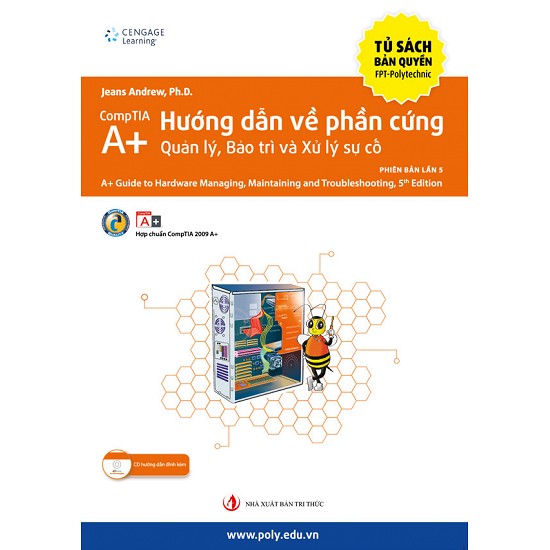 CENGAGE
Learning™
TỦ SÁCH
BẢN QUYỀN
FPT-Polytechnic
Jeans Andrew, Ph.D.
CompTIA
A+
Hướng dẫn về phần cứng
Quản lý, Bảo trì và Xử lý sự cố
PHIÊN BẢN LẦN 5
A+ Guide to Hardware Managing, Maintaining and Troubleshooting, 5th Edition
A+
Hợp chuẩn CompTIA 2009 A+
CD hướng dẫn đính kèm
NHÀ XUẤT BẢN TRI THỨC
www.poly.edu.vn